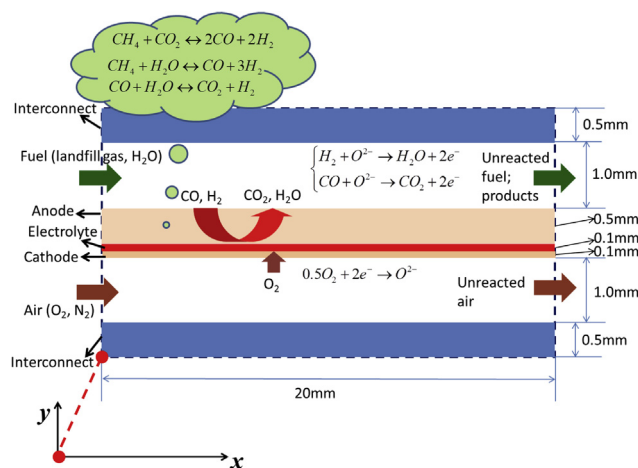 CH₄ + CO₂ ↔ 2CO + 2H₂
CH₄ + H₂O ↔ CO + 3H₂
CO + H₂O ↔ CO₂ + H₂
Interconnect
0.5mm
Fuel (landfill gas, H₂O)
H₂ + O²⁻ → H₂O + 2e⁻
CO + O²⁻ → CO₂ + 2e⁻
Unreacted
fuel;
products
1.0mm
CO, H₂
CO₂, H₂O
Anode
0.5mm
Electrolyte
0.1mm
Cathode
0.1mm
O₂
0.5O₂ + 2e⁻ → O²⁻
Unreacted
air
1.0mm
Air (O₂, N₂)
Interconnect
0.5mm
20mm
y
x